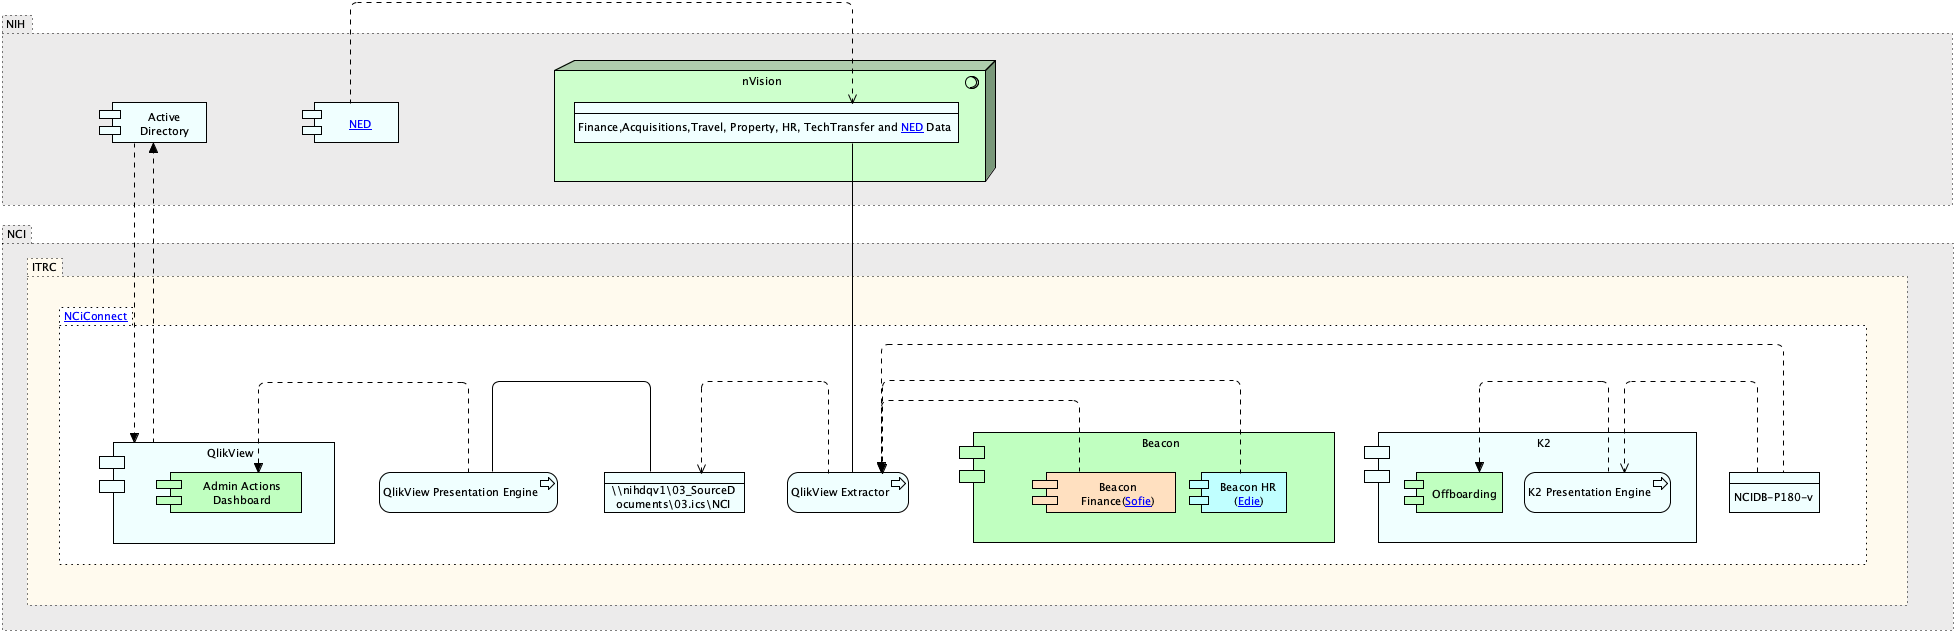 NIH
nVision
Active
Directory
NED
Finance,Acquisitions,Travel, Property, HR, TechTransfer and NED Data
NCI
ITRC
NCiConnect
QlikView
Admin Actions
Dashboard
QlikView Presentation Engine
\\nihdqv1\03_SourceD
ocuments\03.ics\NCI
QlikView Extractor
Beacon
Beacon
Finance(Sofie)
Beacon HR
(Edie)
K2
Offboarding
K2 Presentation Engine
NCIDB-P180-v